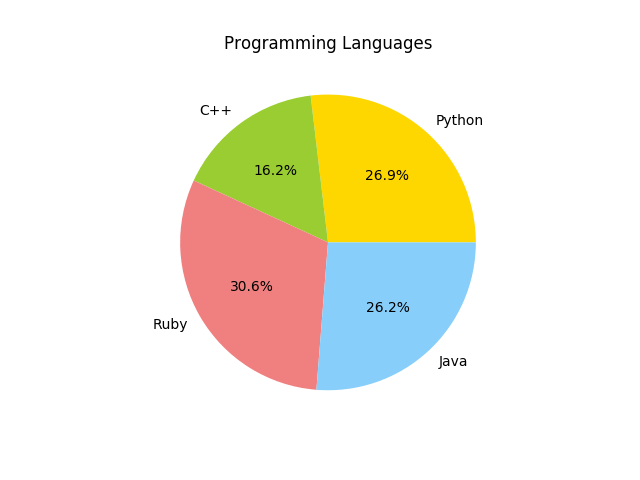 Programming Languages
C++
Python
16.2%
26.9%
30.6%
26.2%
Ruby
Java